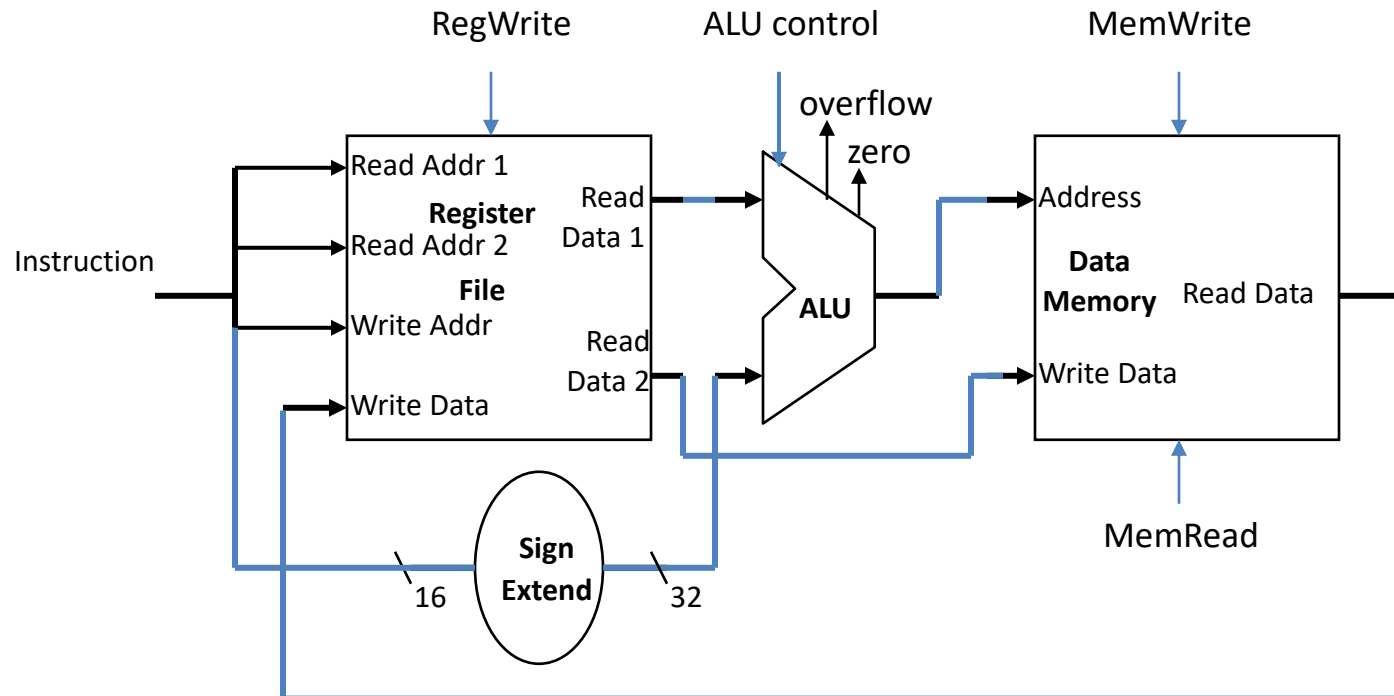 RegWrite
ALU control
MemWrite
overflow
zero
Instruction
Read Addr 1
Register
Read Addr 2
File
Write Addr
Write Data
Read
Data 1
Read
Data 2
ALU
Address
Data
Memory
Read Data
Write Data
MemRead
Sign
Extend
16
32